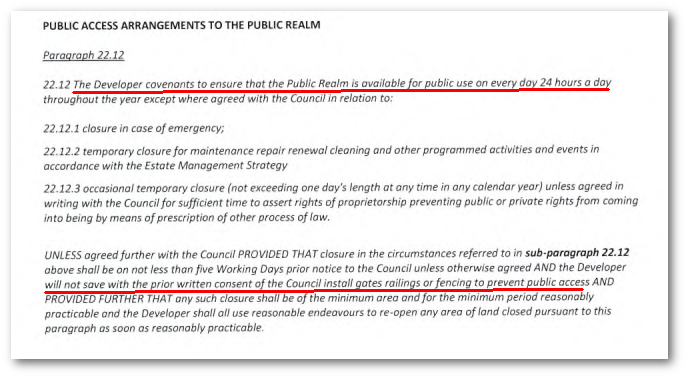 PUBLIC ACCESS ARRANGEMENTS TO THE PUBLIC REALM
Paragraph 22.12
22.12 The Developer covenants to ensure that the Public Realm is available for public use on every day 24 hours a day
throughout the year except where agreed with the Council in relation to:
22.12.1 closure in case of emergency;
22.12.2 temporary closure for maintenance repair renewal cleaning and other programmed activities and events in
accordance with the Estate Management Strategy
22.12.3 occasional temporary closure (not exceeding one day's length at any time in any calendar year) unless agreed in
writing with the Council for sufficient time to assert rights of proprietorship preventing public or private rights from coming
into being by means of prescription of other process of law.
UNLESS agreed further with the Council PROVIDED THAT closure in the circumstances referred to in sub-paragraph 22.12
above shall be on not less than five Working Days prior notice to the Council unless otherwise agreed AND the Developer
will not save with the prior written consent of the Council install gates railings or fencing to prevent public access AND
PROVIDED FURTHER THAT any such closure shall be of the minimum area and for the minimum period reasonably
practicable and the Developer shall all use reasonable endeavours to re-open any area of land closed pursuant to this
paragraph as soon as reasonably practicable.